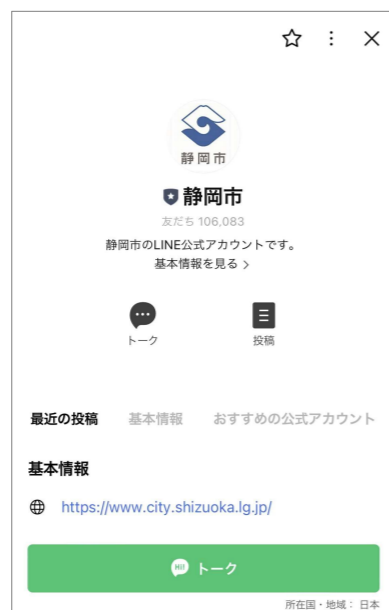 静岡市
静岡市
友だち 106,083
静岡市のLINE公式アカウントです。
基本情報を見る >
トーク
投稿
最近の投稿
基本情報
おすすめの公式アカウント
基本情報
https://www.city.shizuoka.lg.jp/
Hi! トーク
所在国・地域： 日本